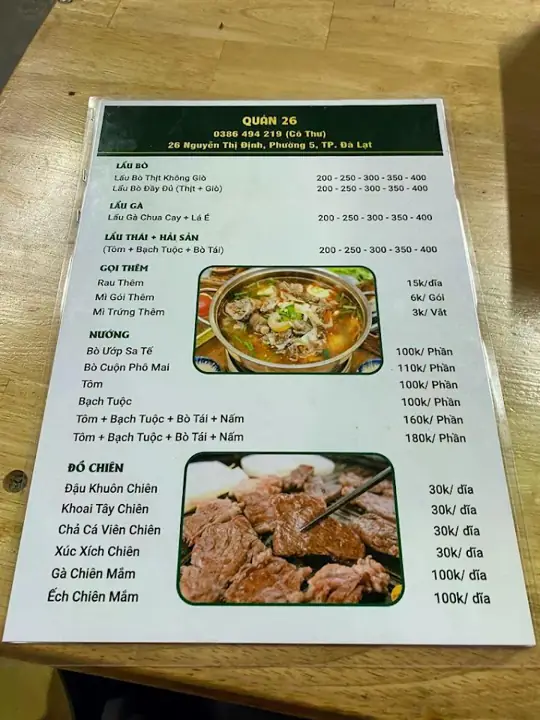 QUÁN 26
0386 494 219 (Cô Thư)
26 Nguyễn Thị Định, Phường 5, TP. Đà Lạt
LẨU BÒ
Lẩu Bò Thịt Không Giò 200 - 250 - 300 - 350 - 400
Lẩu Bò Đầy Đủ (Thịt + Giò) 200 - 250 - 300 - 350 - 400
LẨU GÀ
Lẩu Gà Chua Cay + Lá É 200 - 250 - 300 - 350 - 400
LẨU THÁI + HẢI SẢN
(Tôm + Bạch Tuộc + Bò Tái) 200 - 250 - 300 - 350 - 400
GỌI THÊM
Rau Thêm 15k/dĩa
Mì Gói Thêm 6k/ Gói
Mì Trứng Thêm 3k/ Vắt
NƯỚNG
Bò Ướp Sa Tế 100k/ Phần
Bò Cuộn Phô Mai 110k/ Phần
Tôm 100k/ Phần
Bạch Tuộc 100k/ Phần
Tôm + Bạch Tuộc + Bò Tái + Nấm 160k/ Phần
Tôm + Bạch Tuộc + Bò Tái + Nấm 180k/ Phần
ĐỒ CHIÊN
Đậu Khuôn Chiên 30k/ dĩa
Khoai Tây Chiên 30k/ dĩa
Chả Cá Viên Chiên 30k/ dĩa
Xúc Xích Chiên 30k/ dĩa
Gà Chiên Mắm 100k/ dĩa
Ếch Chiên Mắm 100k/ dĩa